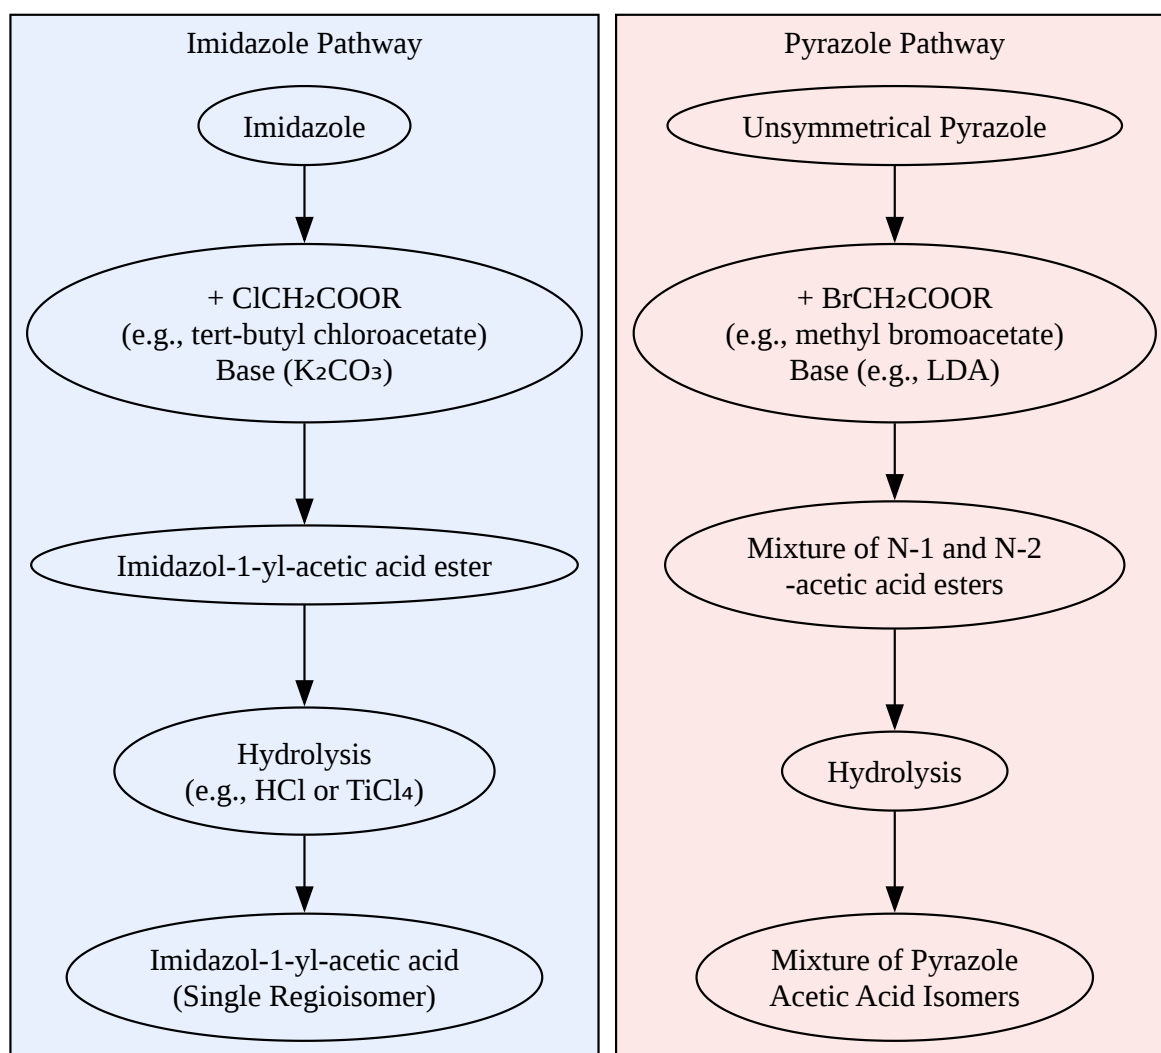 Imidazole Pathway
Imidazole
+ ClCH₂COOR
(e.g., tert-butyl chloroacetate)
Base (K₂CO₃)
Imidazol-1-yl-acetic acid ester
Hydrolysis
(e.g., HCl or TiCl₄)
Imidazol-1-yl-acetic acid
(Single Regioisomer)
Pyrazole Pathway
Unsymmetrical Pyrazole
+ BrCH₂COOR
(e.g., methyl bromoacetate)
Base (e.g., LDA)
Mixture of N-1 and N-2
-acetic acid esters
Hydrolysis
Mixture of Pyrazole
Acetic Acid Isomers